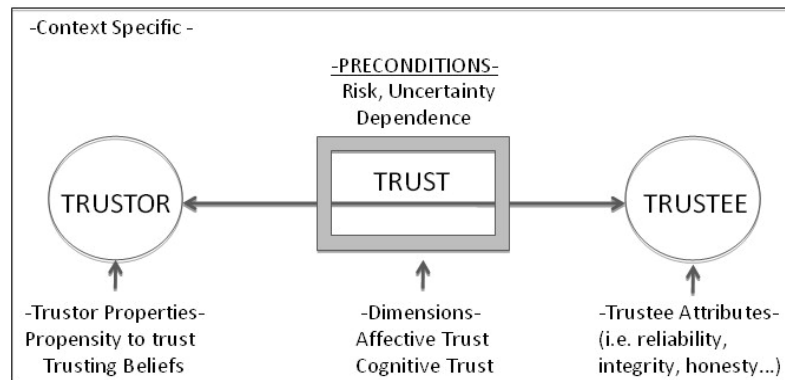 -Context Specific -
-PRECONDITIONS-
Risk, Uncertainty
Dependence
TRUSTOR
TRUST
TRUSTEE
-Trustor Properties-
Propensity to trust
Trusting Beliefs
-Dimensions-
Affective Trust
Cognitive Trust
-Trustee Attributes-
(i.e. reliability,
integrity, honesty...)